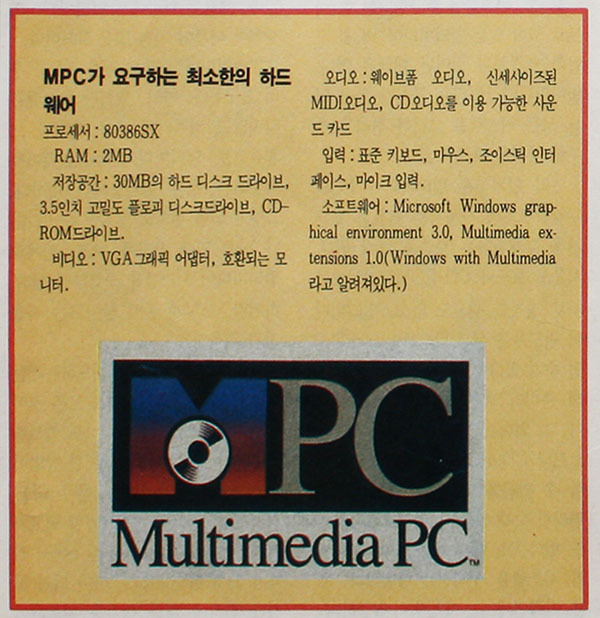 MPC가 요구하는 최소한의 하드
웨어
프로세서 : 80386SX
RAM : 2MB
저장공간 : 30MB의 하드 디스크 드라이브,
3.5인치 고밀도 플로피 디스크드라이브, CD-
ROM드라이브.
비디오 : VGA그래픽 어댑터, 호환되는 모
니터.
오디오 : 웨이브폼 오디오, 신세사이즈된
MIDI오디오, CD오디오를 이용 가능한 사운
드 카드
입력 : 표준 키보드, 마우스, 조이스틱 인터
페이스, 마이크 입력.
소프트웨어 : Microsoft Windows grap-
hical environment 3.0, Multimedia ex-
tensions 1.0(Windows with Multimedia
라고 알려져있다.)
MPC
Multimedia PC™